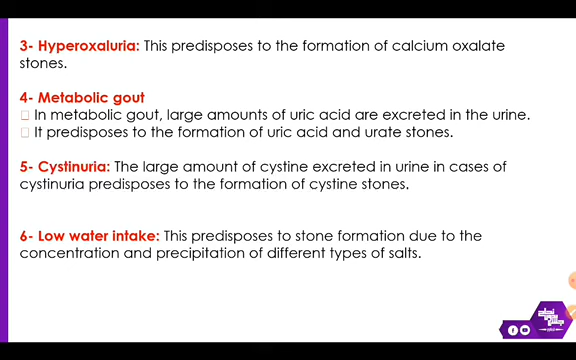 3- Hyperoxaluria: This predisposes to the formation of calcium oxalate
stones.
4- Metabolic gout
In metabolic gout, large amounts of uric acid are excreted in the urine.
It predisposes to the formation of uric acid and urate stones.
5- Cystinuria: The large amount of cystine excreted in urine in cases of
cystinuria predisposes to the formation of cystine stones.
6- Low water intake: This predisposes to stone formation due to the
concentration and precipitation of different types of salts.